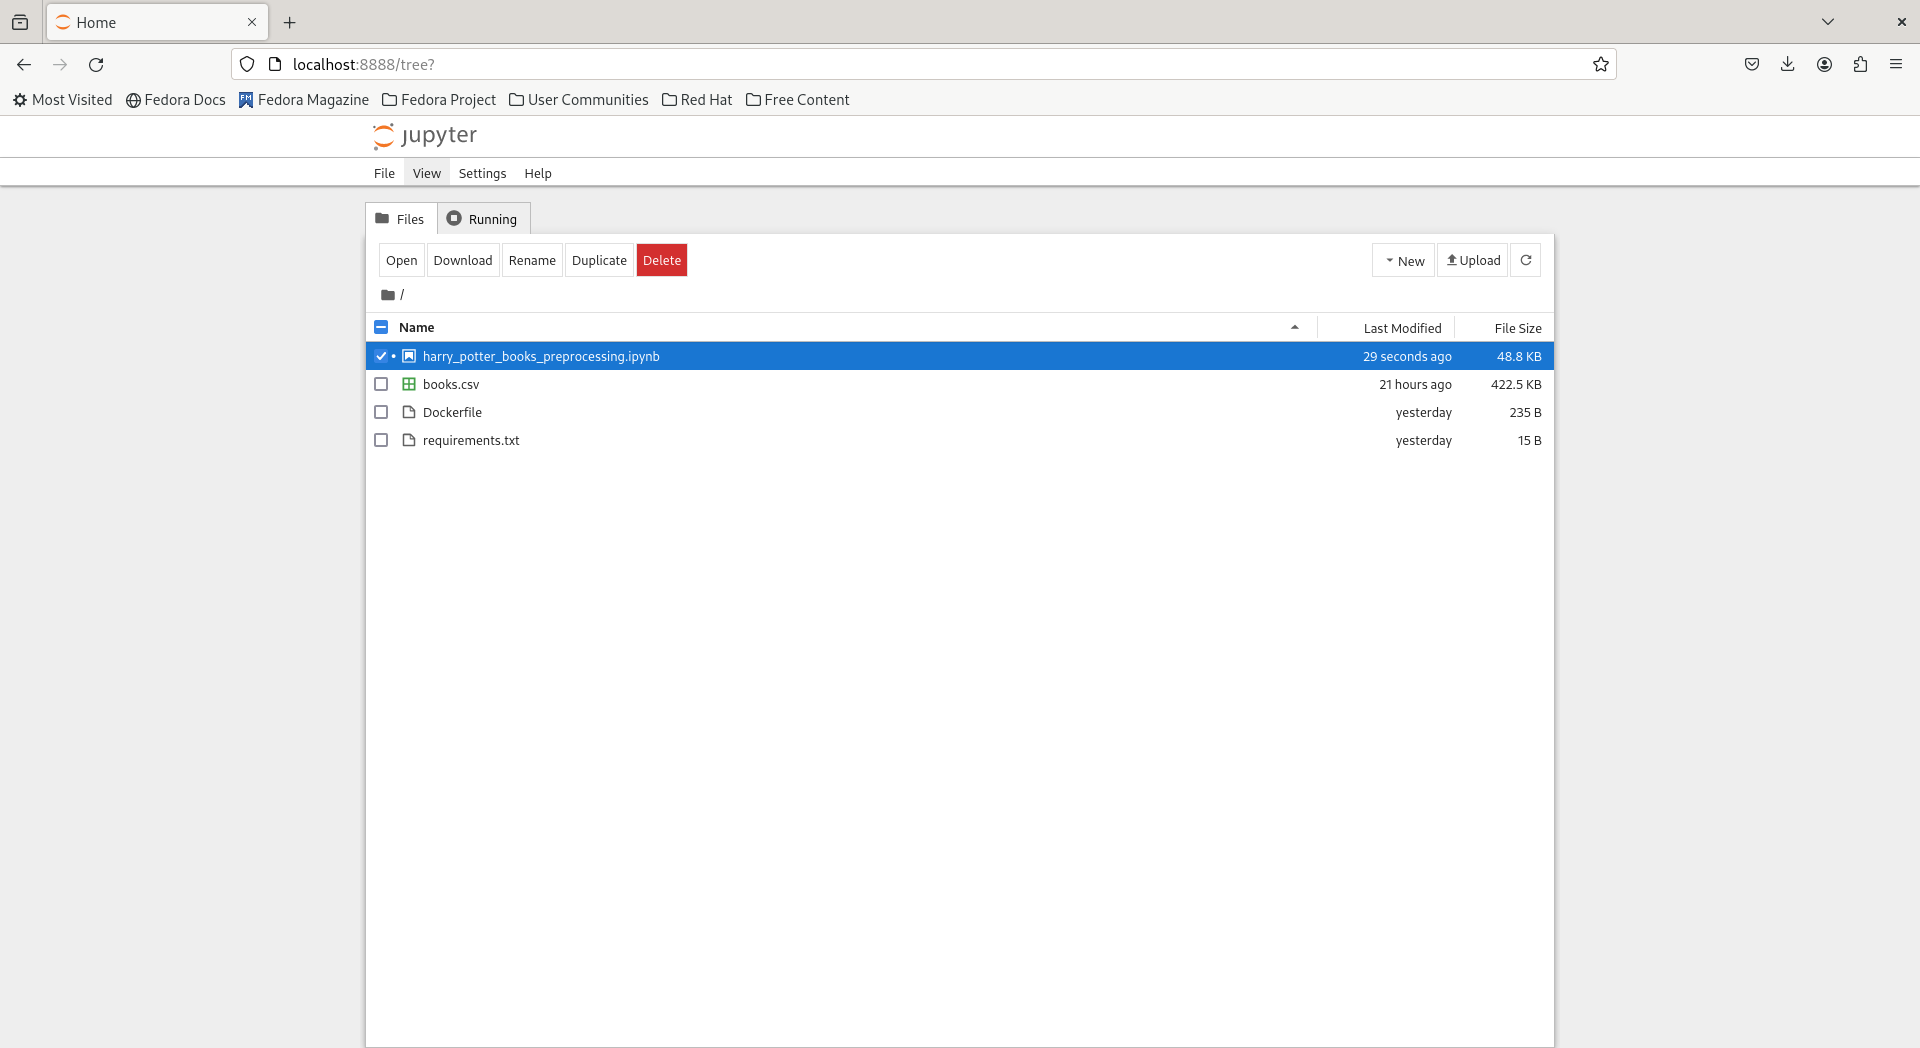 Home
localhost:8888/tree?
Most Visited Fedora Docs FM Fedora Magazine Fedora Project User Communities Red Hat Free Content
jupyter
File View Settings Help
Files Running
Open Download Rename Duplicate Delete New Upload
/
Name Last Modified File Size
harry_potter_books_preprocessing.ipynb 29 seconds ago 48.8 KB
books.csv 21 hours ago 422.5 KB
Dockerfile yesterday 235 B
requirements.txt yesterday 15 B